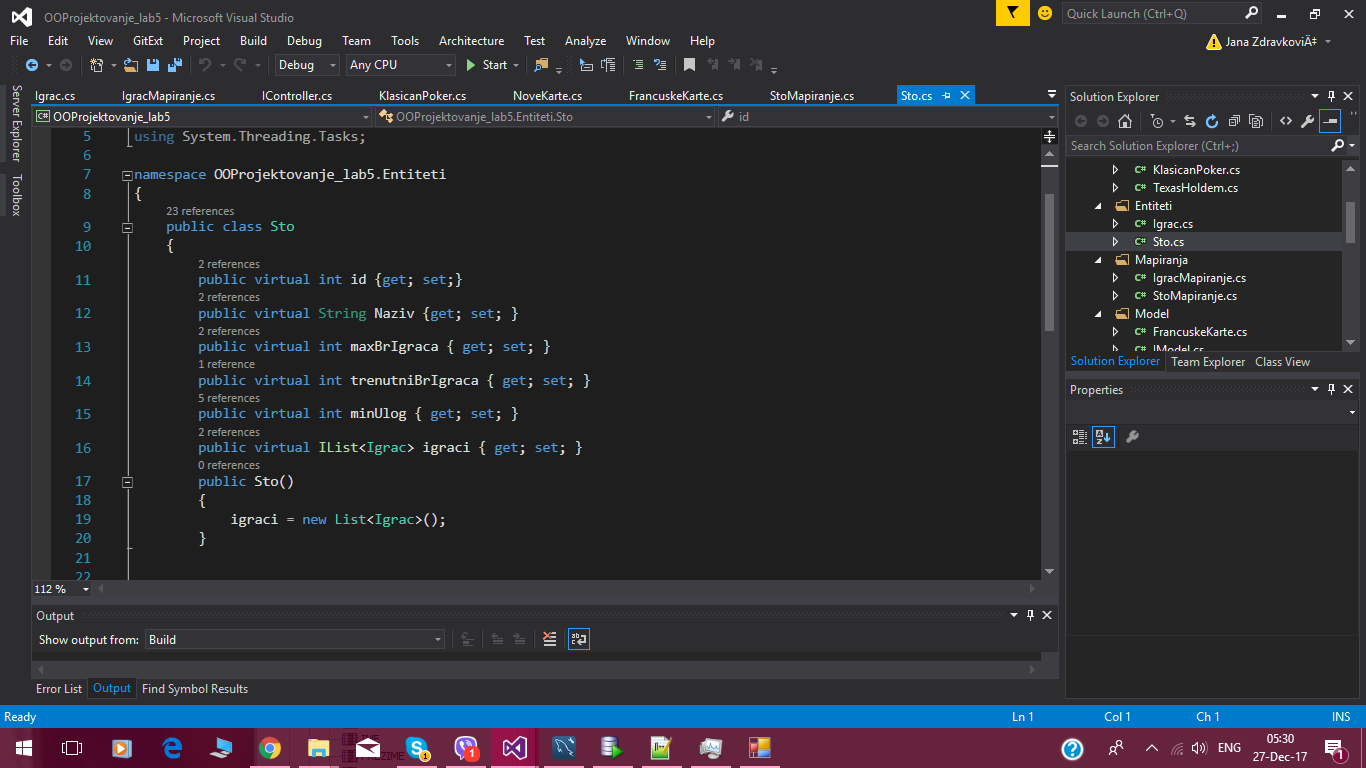 OOProjektovanje_lab5 - Microsoft Visual Studio
Quick Launch (Ctrl+Q)
File Edit View GitExt Project Build Debug Team Tools Architecture Test Analyze Window Help
Jana ZdravkoviÄ‡
Debug Any CPU Start
Server Explorer
Toolbox
Igrac.cs IgracMapiranje.cs IController.cs KlasicanPoker.cs NoveKarte.cs FrancuskeKarte.cs StoMapiranje.cs Sto.cs
OOProjektovanje_lab5 OOProjektovanje_lab5.Entiteti.Sto id
5 using System.Threading.Tasks;
6
7 namespace OOProjektovanje_lab5.Entiteti
8 {
23 references
9 public class Sto
10 {
2 references
11 public virtual int id {get; set;}
2 references
12 public virtual String Naziv {get; set; }
2 references
13 public virtual int maxBrIgraca { get; set; }
1 reference
14 public virtual int trenutniBrIgraca { get; set; }
5 references
15 public virtual int minUlog { get; set; }
2 references
16 public virtual IList<Igrac> igraci { get; set; }
0 references
17 public Sto()
18 {
19 igraci = new List<Igrac>();
20 }
21
22
112 %
Output
Show output from: Build
Error List Output Find Symbol Results
Solution Explorer
Search Solution Explorer (Ctrl+;)
C# KlasicanPoker.cs
C# TexasHoldem.cs
Entiteti
C# Igrac.cs
C# Sto.cs
Mapiranja
C# IgracMapiranje.cs
C# StoMapiranje.cs
Model
C# FrancuskeKarte.cs
C# IModel.cs
Solution Explorer Team Explorer Class View
Properties
Ready Ln 1 Col 1 Ch 1 INS
ENG
05:30
27-Dec-17